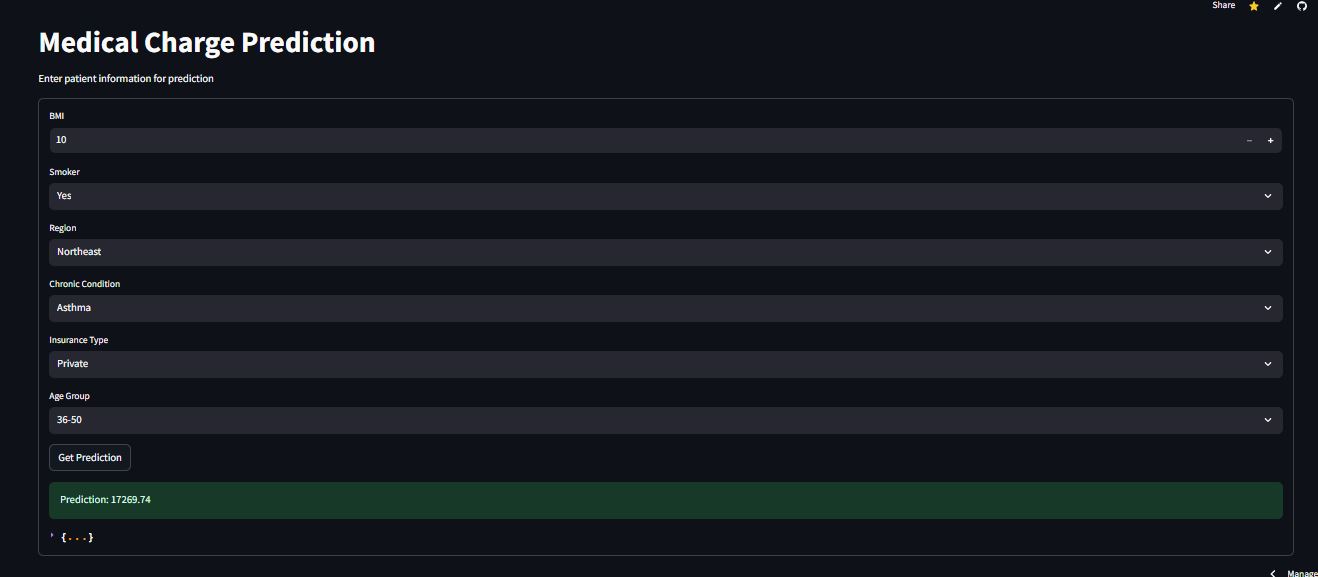 Share
Medical Charge Prediction
Enter patient information for prediction
BMI
10
Smoker
Yes
Region
Northeast
Chronic Condition
Asthma
Insurance Type
Private
Age Group
36-50
Get Prediction
Prediction: 17269.74
{...}
Manage